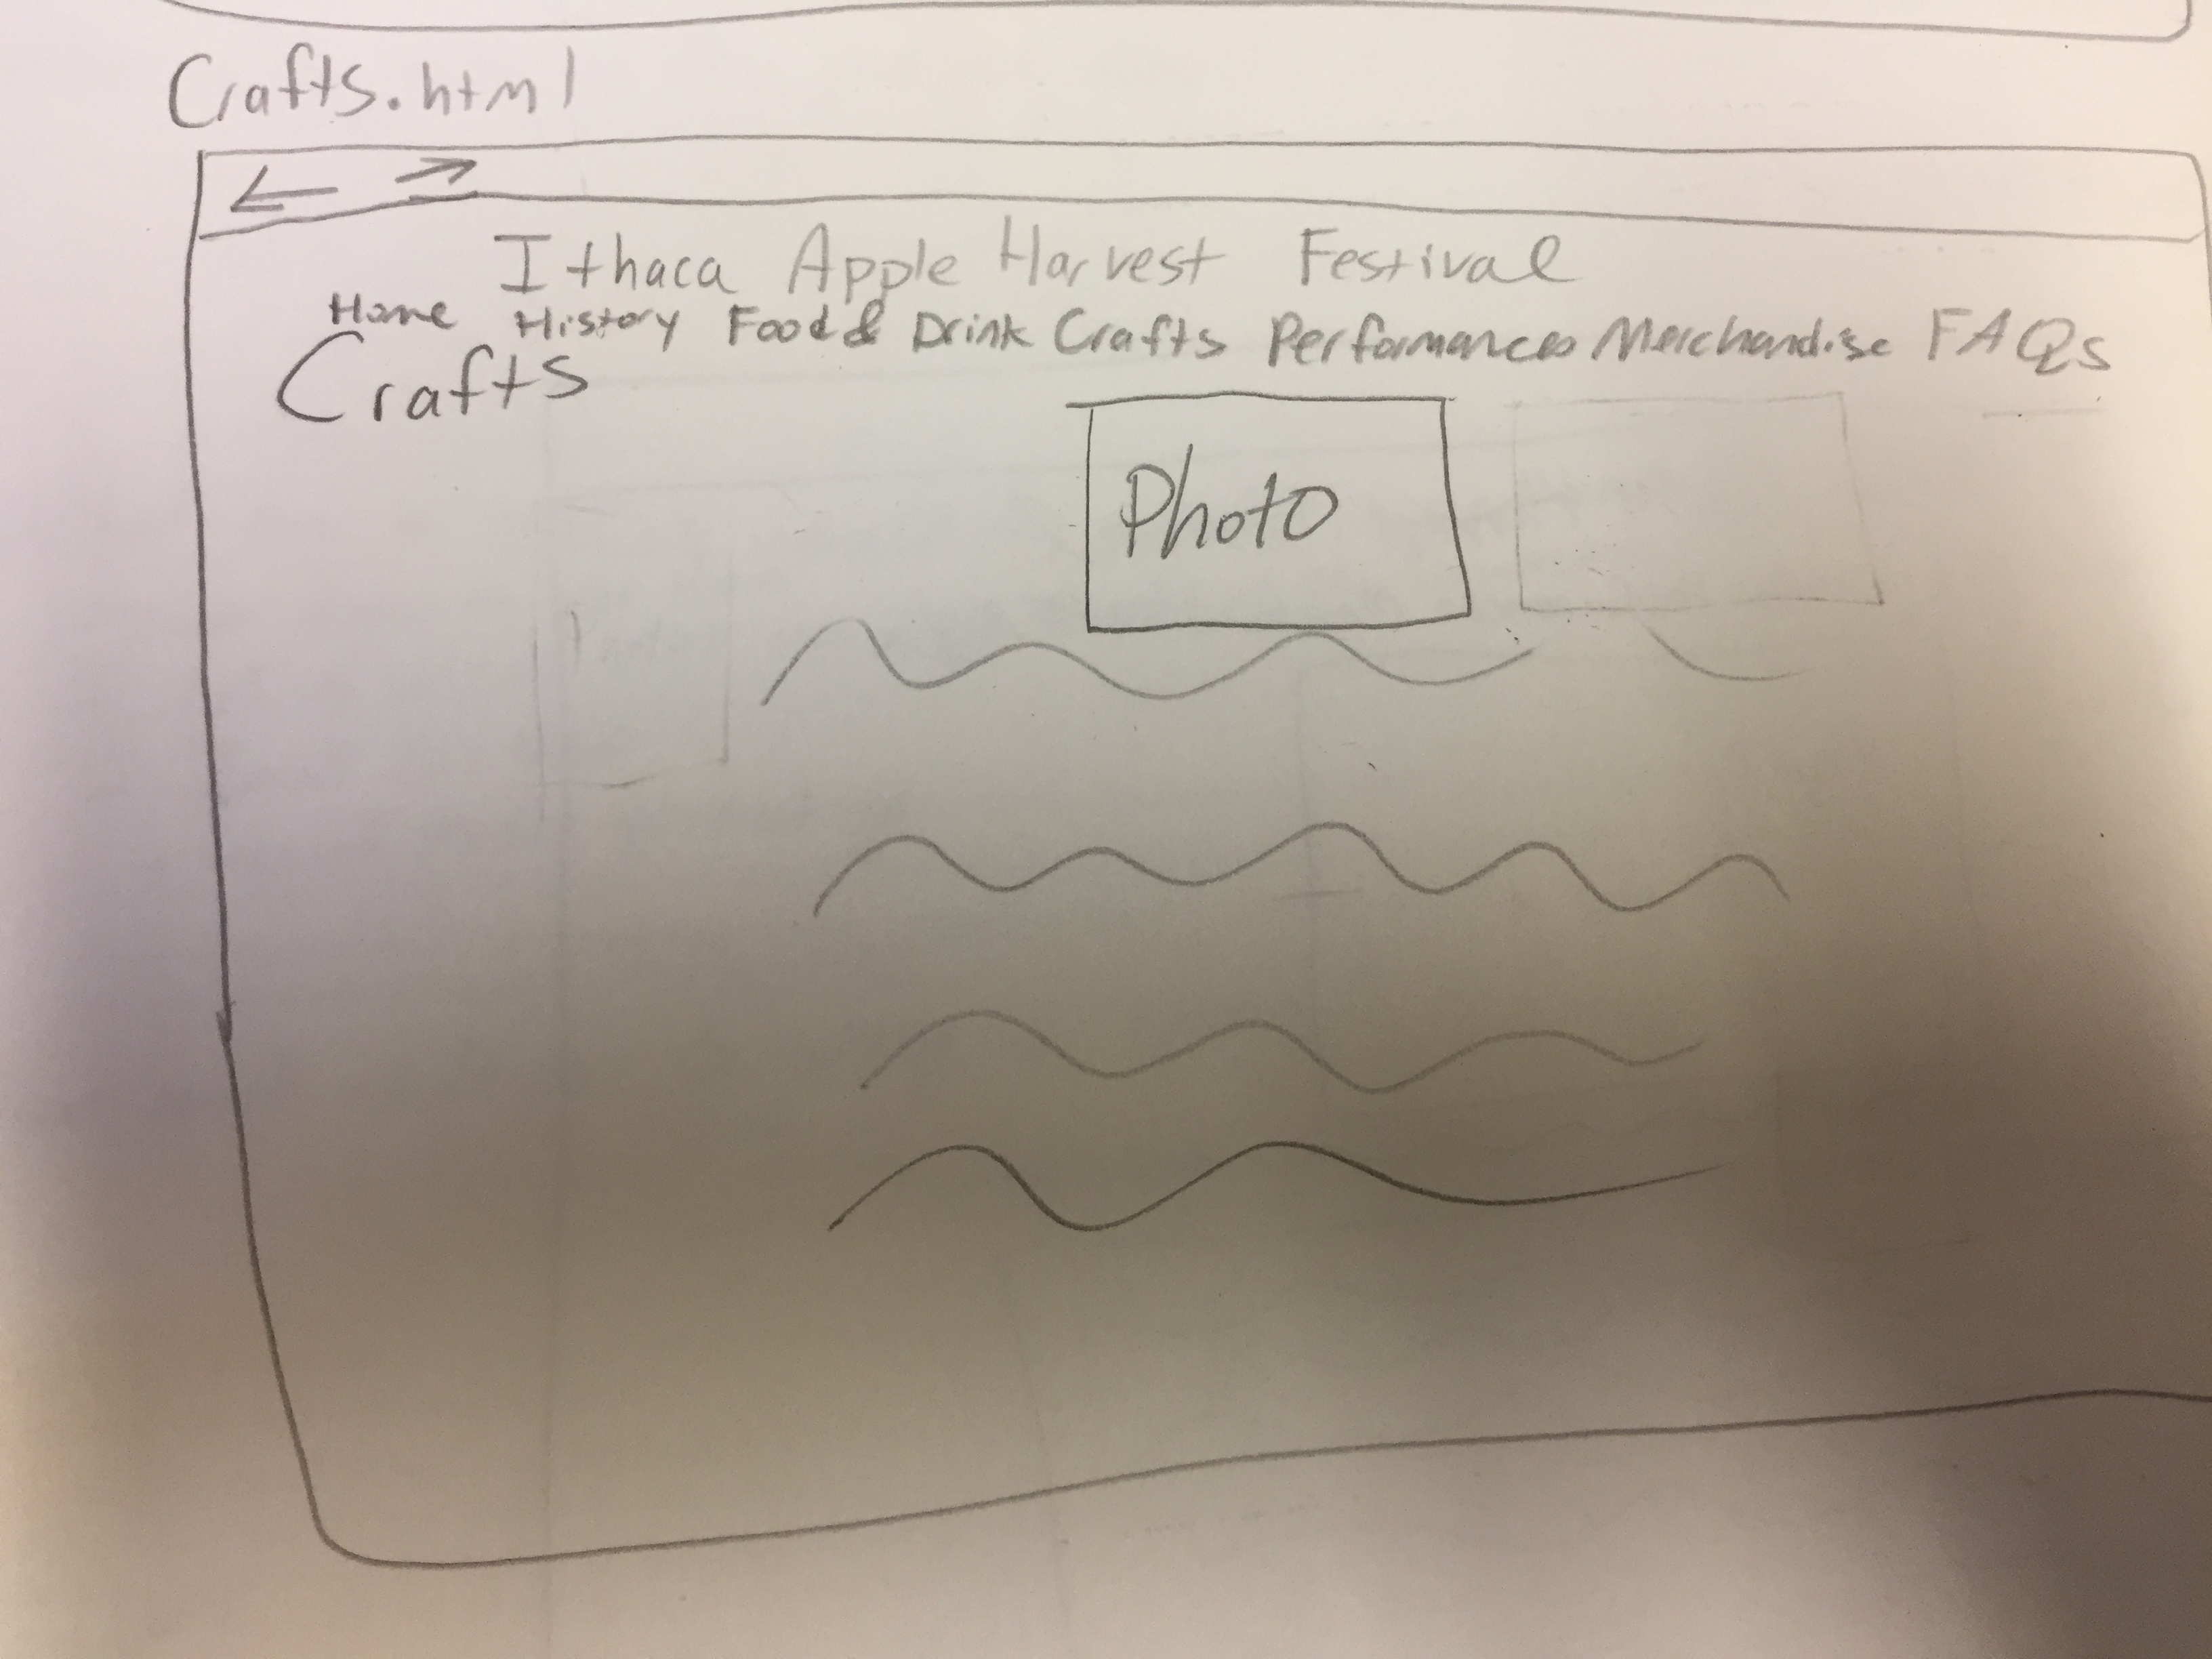 Crafts.html
Ithaca Apple Harvest Festival
Home History Food & Drink Crafts Performances Merchandise FAQs
Crafts
Photo